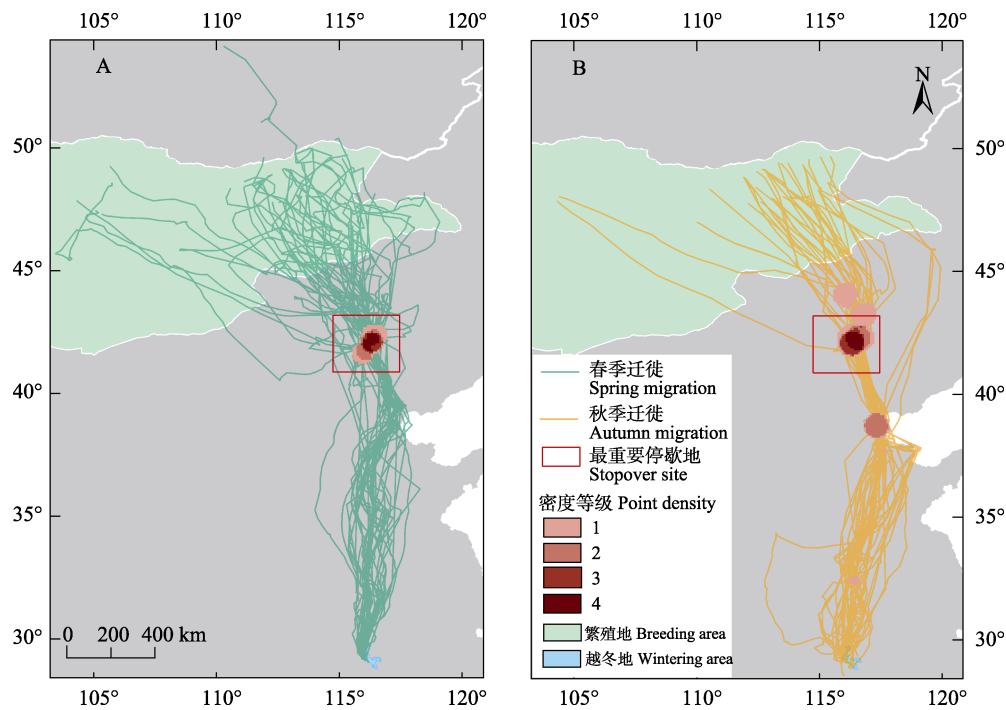 105° 110° 115° 120° 105° 110° 115° 120°
A
B
N
50°
50°
45°
45°
40°
40°
35°
35°
30°
30°
0 200 400 km
春季迁徙
Spring migration
秋季迁徙
Autumn migration
最重要停歇地
Stopover site
密度等级 Point density
1
2
3
4
繁殖地 Breeding area
越冬地 Wintering area
105° 110° 115° 120° 105° 110° 115° 120°